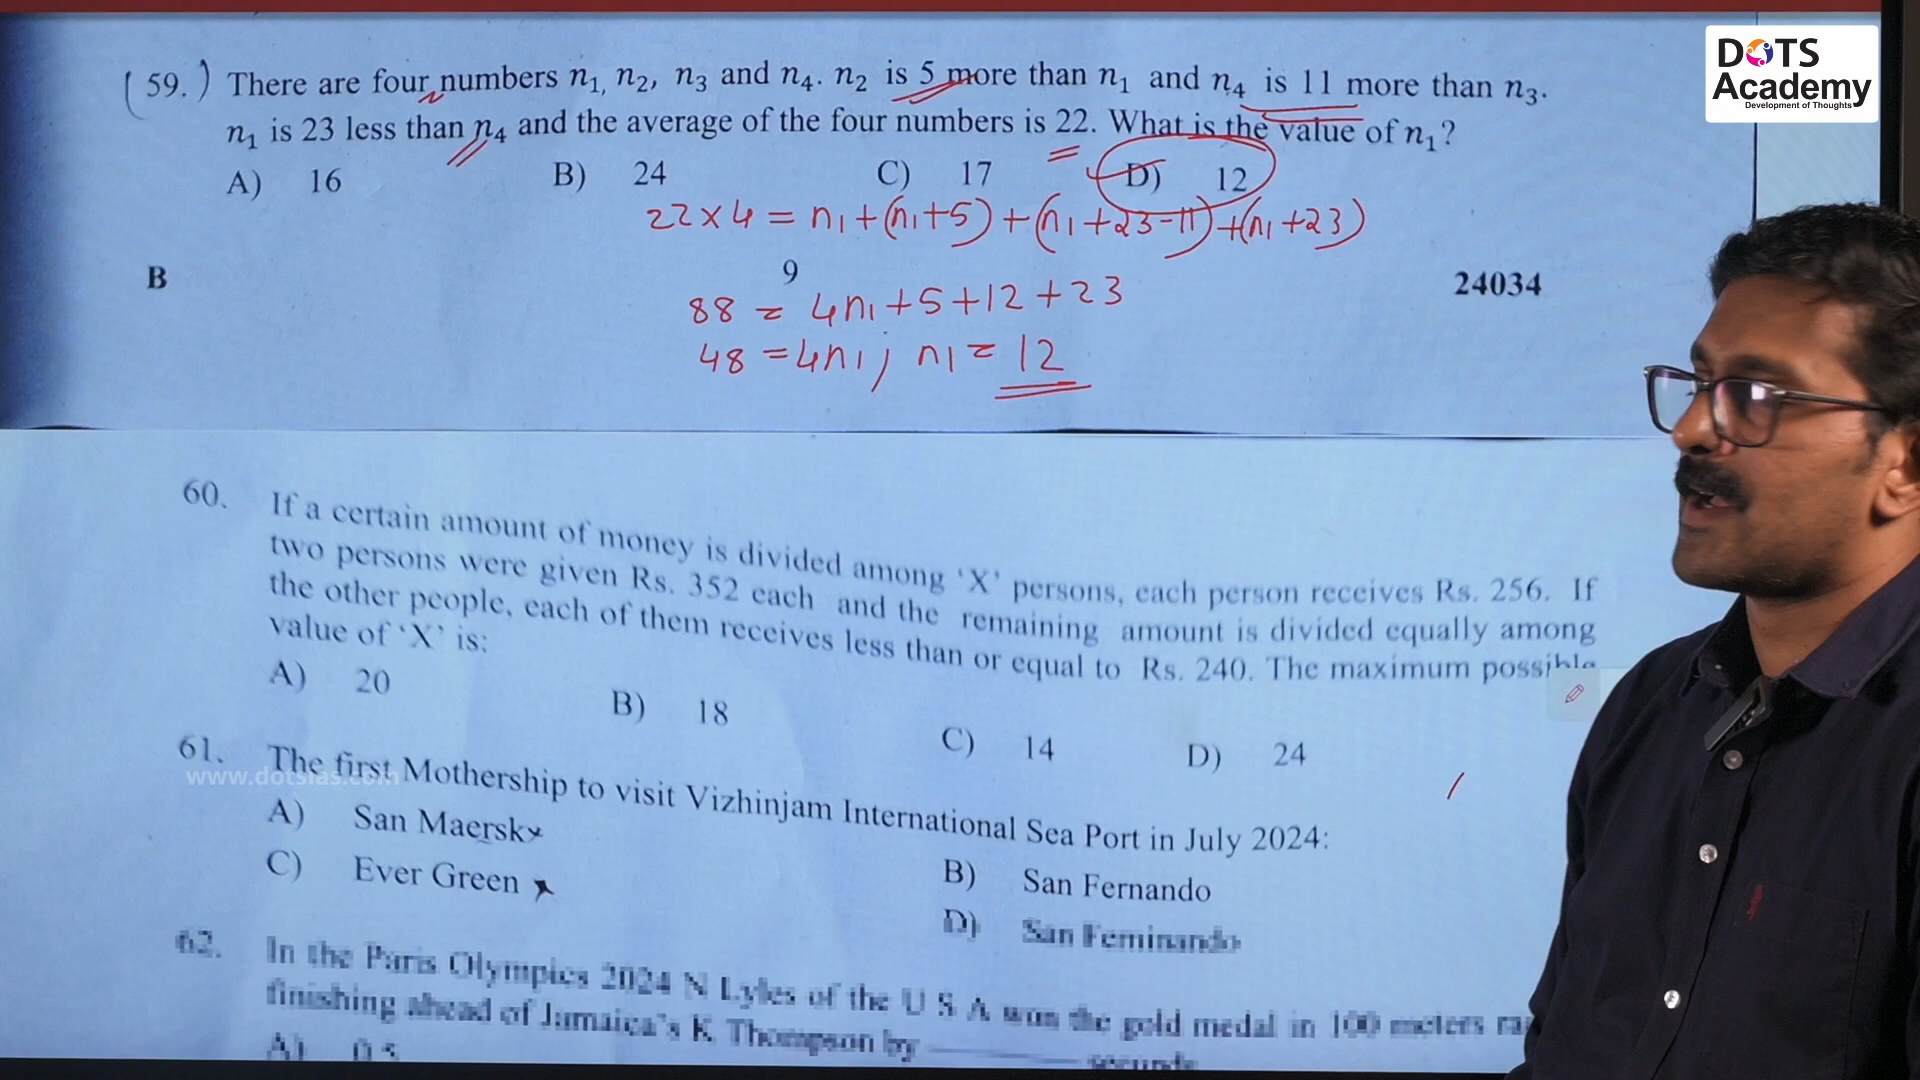 DOTS
Academy
Development of Thoughts
59. There are four numbers n1, n2, n3 and n4. n2 is 5 more than n1 and n4 is 11 more than n3.
n1 is 23 less than n4 and the average of the four numbers is 22. What is the value of n1?
A) 16 B) 24 C) 17 D) 12
22 × 4 = n1 + (n1+5) + (n1+23-11) + (n1+23)
B 9 24034
88 = 4n1+5+12+23
48 = 4n1; n1 = 12
60. If a certain amount of money is divided among ‘X’ persons, each person receives Rs. 256. If
two persons were given Rs. 352 each and the remaining amount is divided equally among
the other people, each of them receives less than or equal to Rs. 240. The maximum possible
value of ‘X’ is:
A) 20 B) 18 C) 14 D) 24
61. The first Mothership to visit Vizhinjam International Sea Port in July 2024:
www.dotsias.com
A) San Maersk B) San Fernando
C) Ever Green D) San Feminando
62. In the Paris Olympics 2024 N Lyles of the U S A won the gold medal in 100 meters
finishing ahead of Jamaica's K Thompson by ________ seconds
A) 0.5